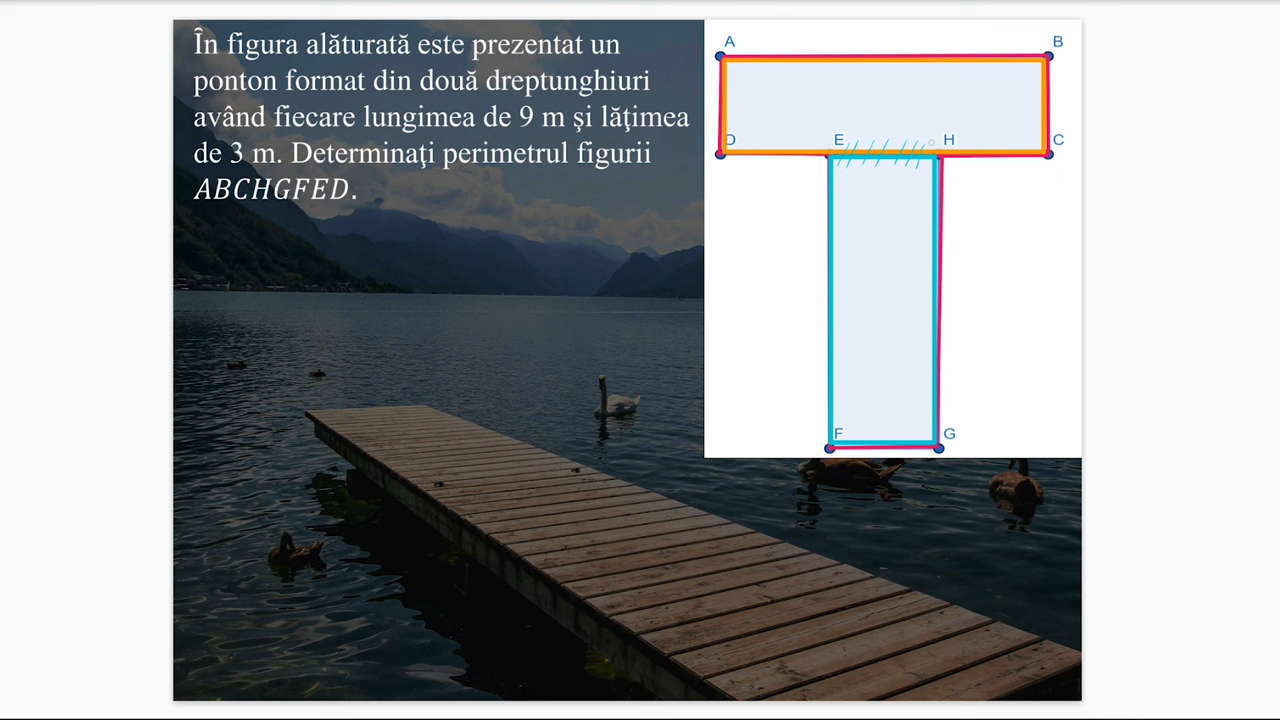 În figura alăturată este prezentat un
ponton format din două dreptunghiuri
având fiecare lungimea de 9 m şi lăţimea
de 3 m. Determinaţi perimetrul figurii
ABCHGFED.
A B
D E H C
F G